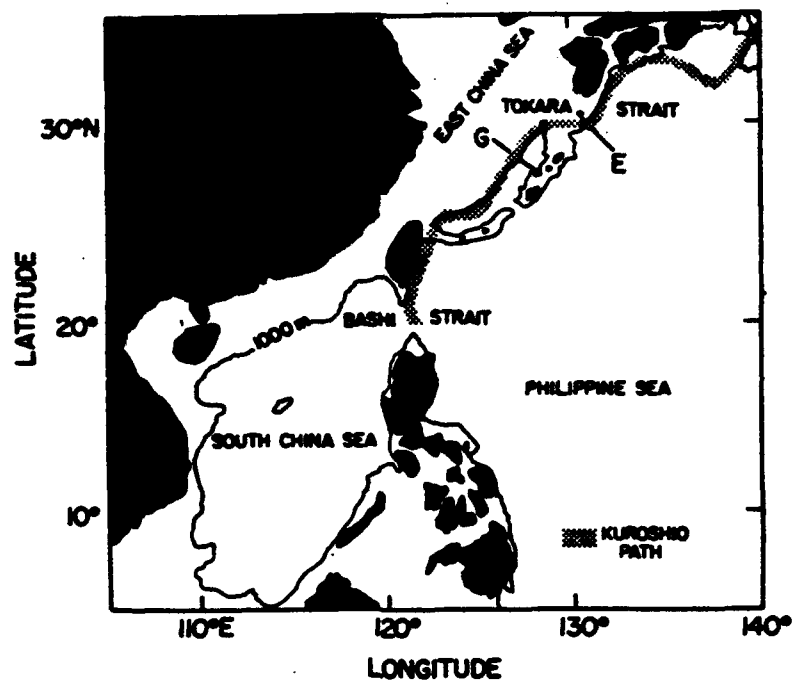 EAST CHINA SEA
TOKARA STRAIT
G
E
30°N
LATITUDE
1000 m
20°
BASHI STRAIT
PHILIPPINE SEA
SOUTH CHINA SEA
10°
KUROSHIO
PATH
110°E 120° 130° 140°
LONGITUDE